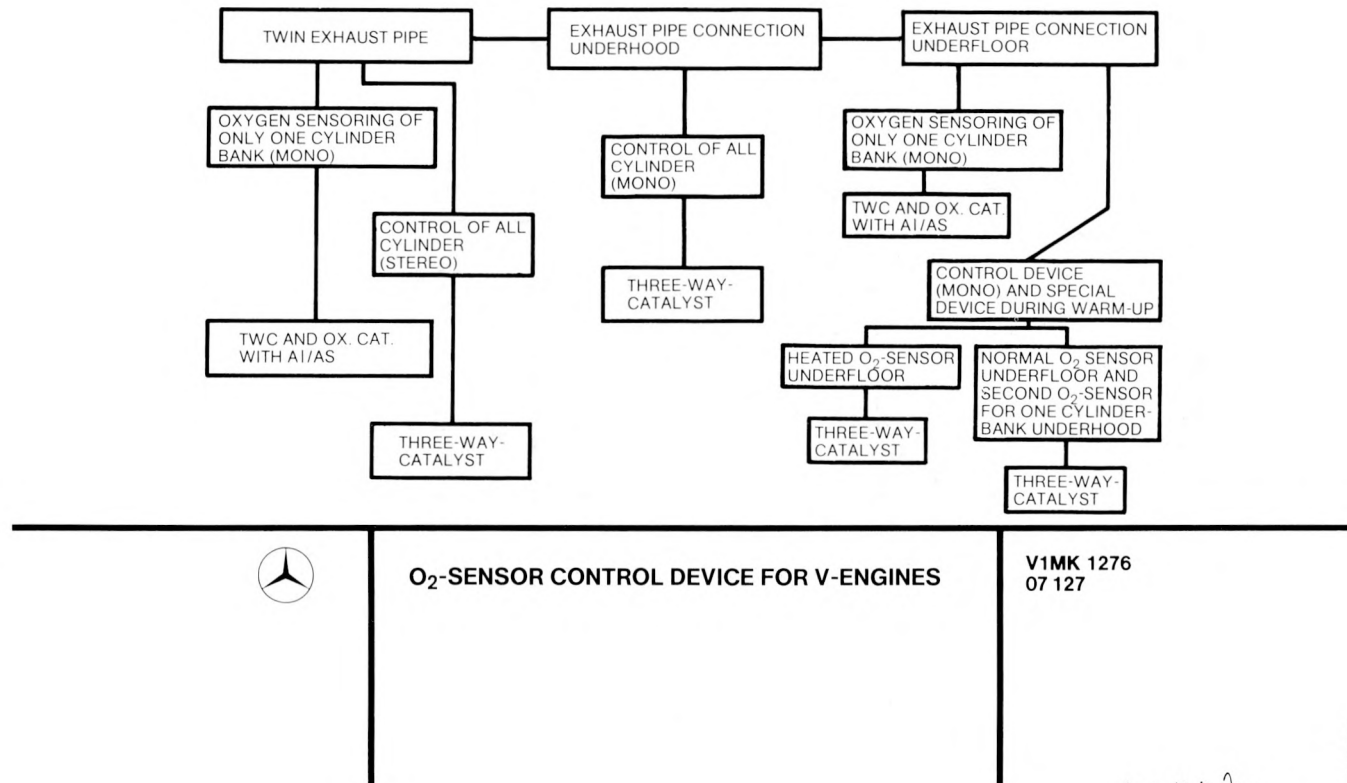 TWIN EXHAUST PIPE
EXHAUST PIPE CONNECTION
UNDERHOOD
EXHAUST PIPE CONNECTION
UNDERFLOOR
OXYGEN SENSORING OF
ONLY ONE CYLINDER
BANK (MONO)
CONTROL OF ALL
CYLINDER
(STEREO)
TWC AND OX. CAT.
WITH AI/AS
THREE-WAY-
CATALYST
CONTROL OF ALL
CYLINDER
(MONO)
THREE-WAY-
CATALYST
OXYGEN SENSORING OF
ONLY ONE CYLINDER
BANK (MONO)
TWC AND OX. CAT.
WITH AI/AS
CONTROL DEVICE
(MONO) AND SPECIAL
DEVICE DURING WARM-UP
HEATED O₂-SENSOR
UNDERFLOOR
THREE-WAY-
CATALYST
NORMAL O₂ SENSOR
UNDERFLOOR AND
SECOND O₂-SENSOR
FOR ONE CYLINDER-
BANK UNDERHOOD
THREE-WAY-
CATALYST
O₂-SENSOR CONTROL DEVICE FOR V-ENGINES
V1MK 1276
07 127